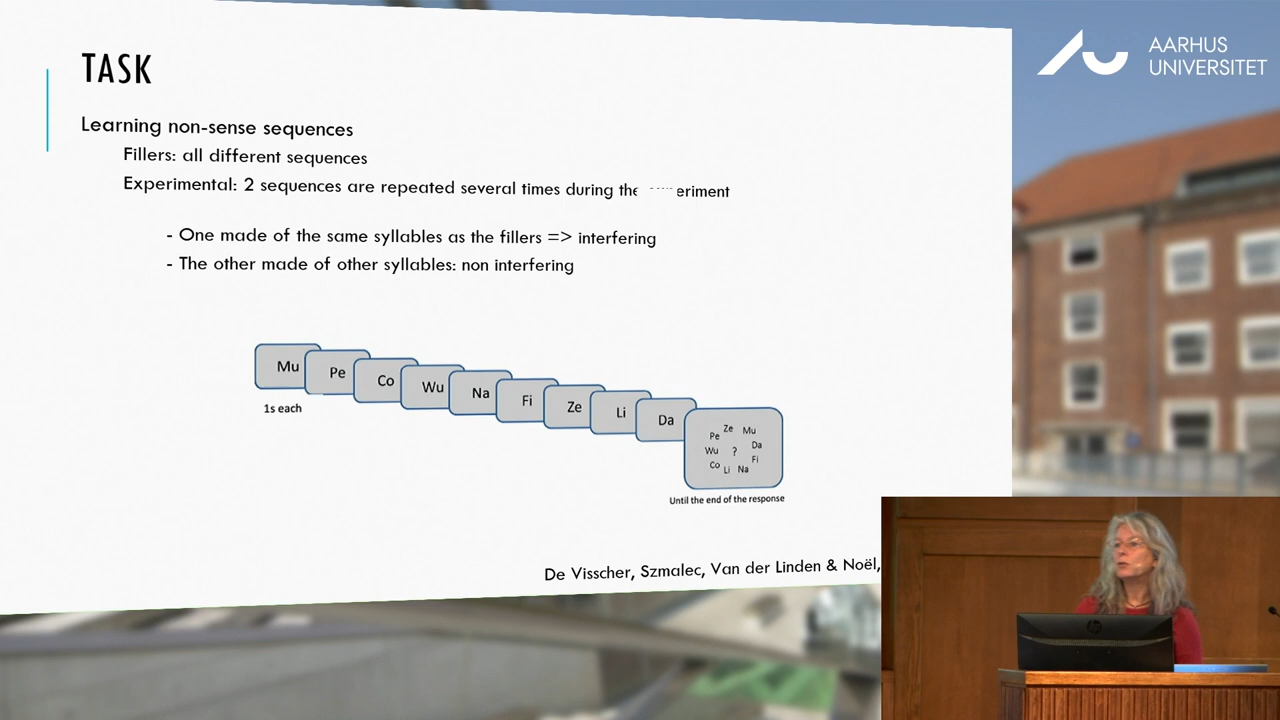 AARHUS
UNIVERSITET
TASK
Learning non-sense sequences
Fillers: all different sequences
Experimental: 2 sequences are repeated several times during the
- One made of the same syllables as the fillers => interfering
- The other made of other syllables: non interfering
Mu
Pe
Co
Wu
Na
Fi
Ze
Li
Da
1s each
Ze Mu
Pe Da
Wu ? Fi
Co Li Na
Until the end of the response
De Visscher, Szmalec, Van der Linden & Noël,
hp